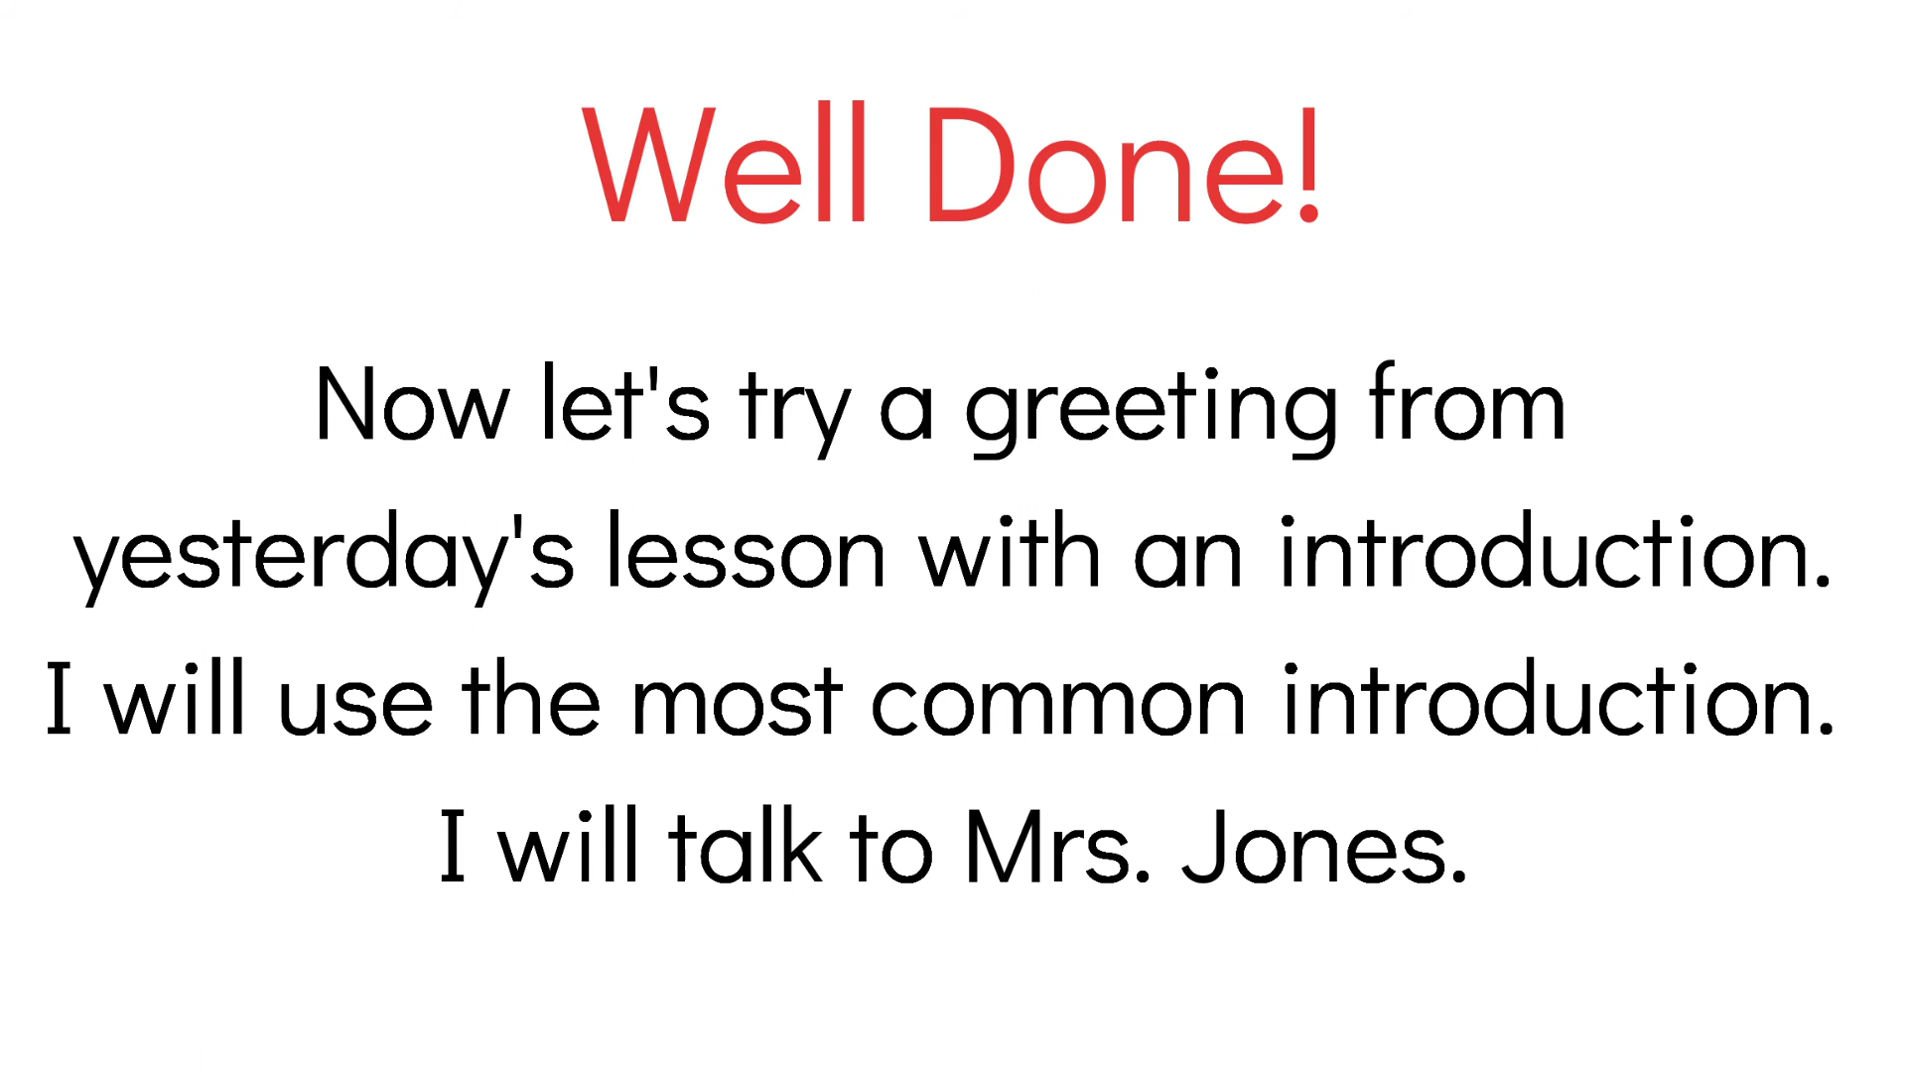 Well Done!
Now let's try a greeting from
yesterday's lesson with an introduction.
I will use the most common introduction.
I will talk to Mrs. Jones.